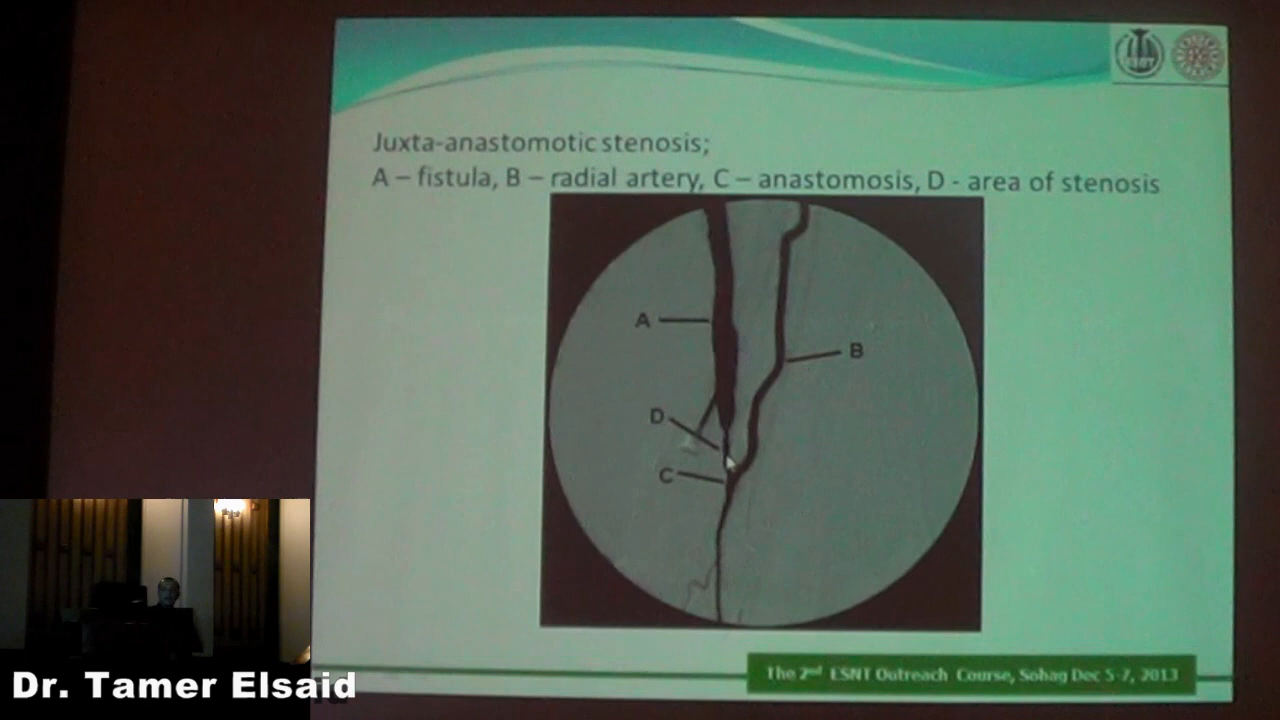 Juxta-anastomotic stenosis;
A – fistula, B – radial artery, C – anastomosis, D - area of stenosis
A
B
D
C
The 2nd ESNT Outreach Course, Sohag Dec 5-7, 2013
Dr. Tamer Elsaid